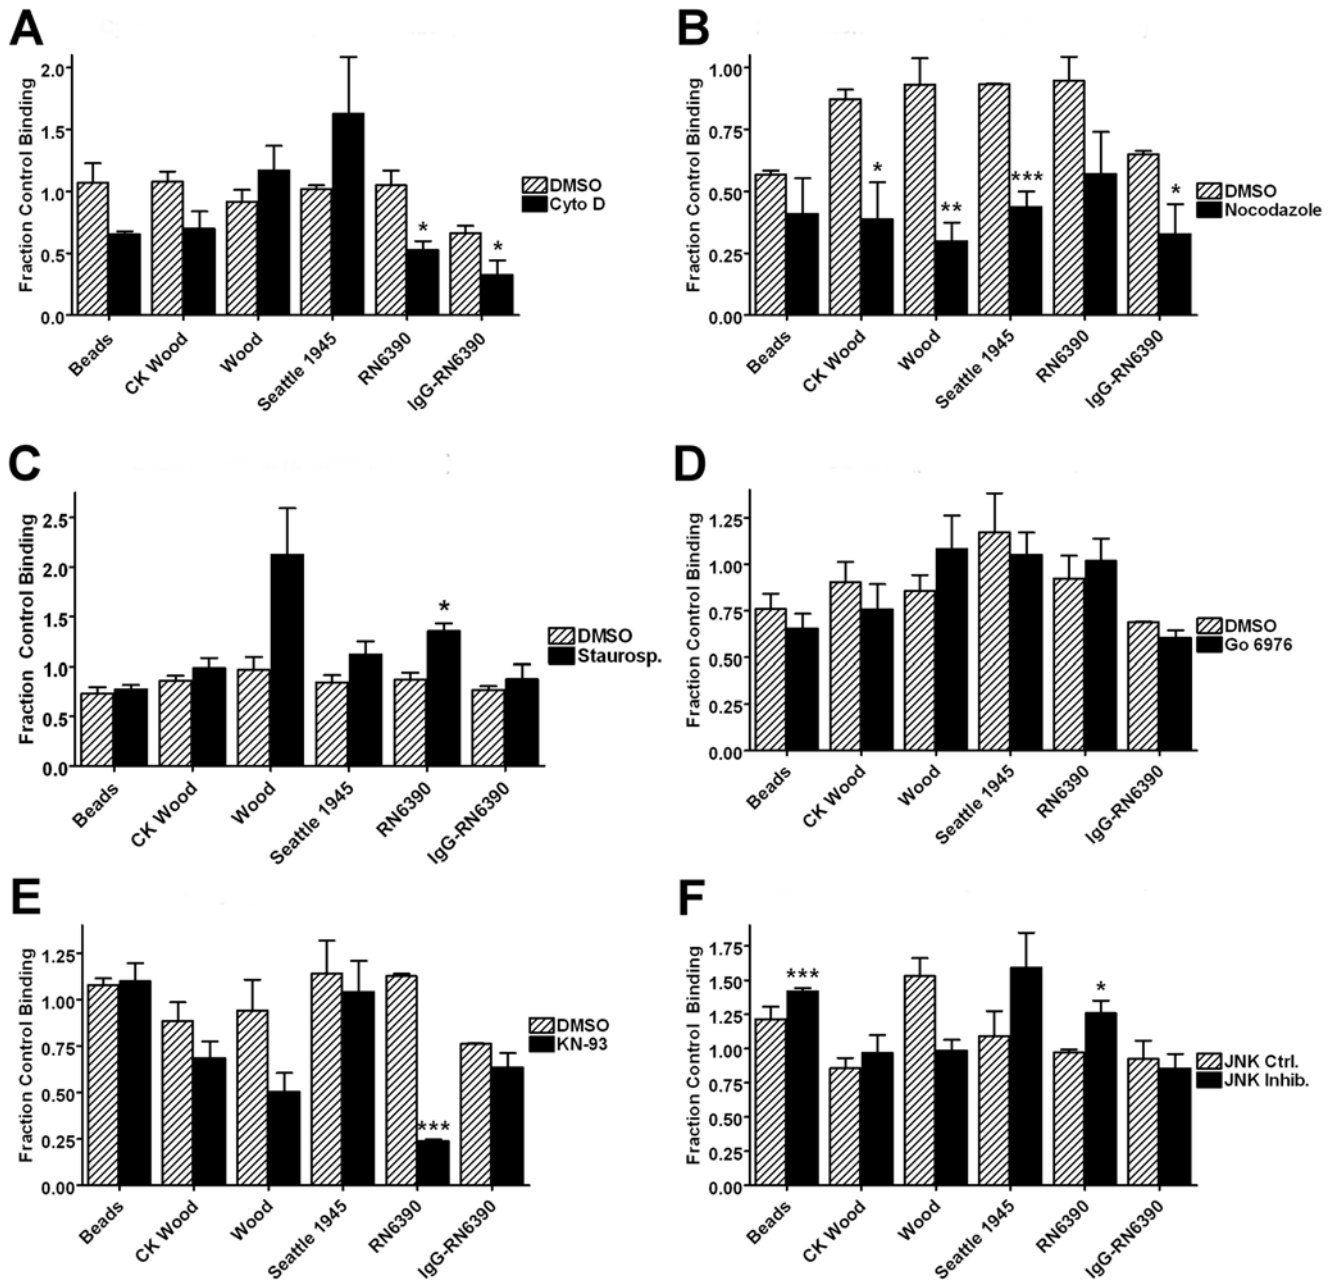 A
Fraction Control Binding
2.0
1.5
1.0
0.5
0.0
*
*
DMSO
Cyto D
Beads
CK Wood
Wood
Seattle 1945
RN6390
IgG-RN6390
B
Fraction Control Binding
1.00
0.75
0.50
0.25
0.00
*
**
***
*
DMSO
Nocodazole
Beads
CK Wood
Wood
Seattle 1945
RN6390
IgG-RN6390
C
Fraction Control Binding
2.5
2.0
1.5
1.0
0.5
0.0
*
DMSO
Staurosp.
Beads
CK Wood
Wood
Seattle 1945
RN6390
IgG-RN6390
D
Fraction Control Binding
1.25
1.00
0.75
0.50
0.25
0.00
DMSO
Go 6976
Beads
CK Wood
Wood
Seattle 1945
RN6390
IgG-RN6390
E
Fraction Control Binding
1.25
1.00
0.75
0.50
0.25
0.00
***
DMSO
KN-93
Beads
CK Wood
Wood
Seattle 1945
RN6390
IgG-RN6390
F
Fraction Control Binding
1.75
1.50
1.25
1.00
0.75
0.50
0.25
0.00
***
*
JNK Ctrl.
JNK Inhib.
Beads
CK Wood
Wood
Seattle 1945
RN6390
IgG-RN6390